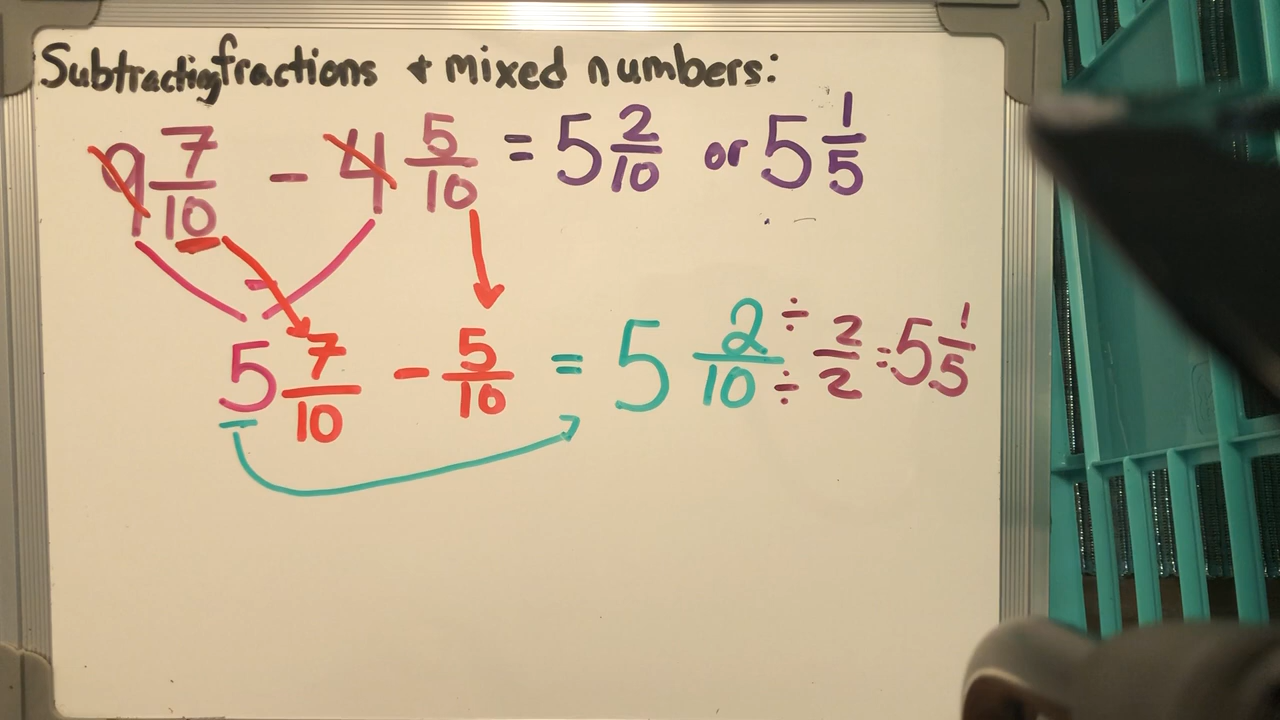 Subtracting fractions + mixed numbers:
9 7/10 - 4 5/10 = 5 2/10 or 5 1/5
-
5 7/10 - 5/10 = 5 2/10 ÷ ÷ 2/2 = 5 1/5